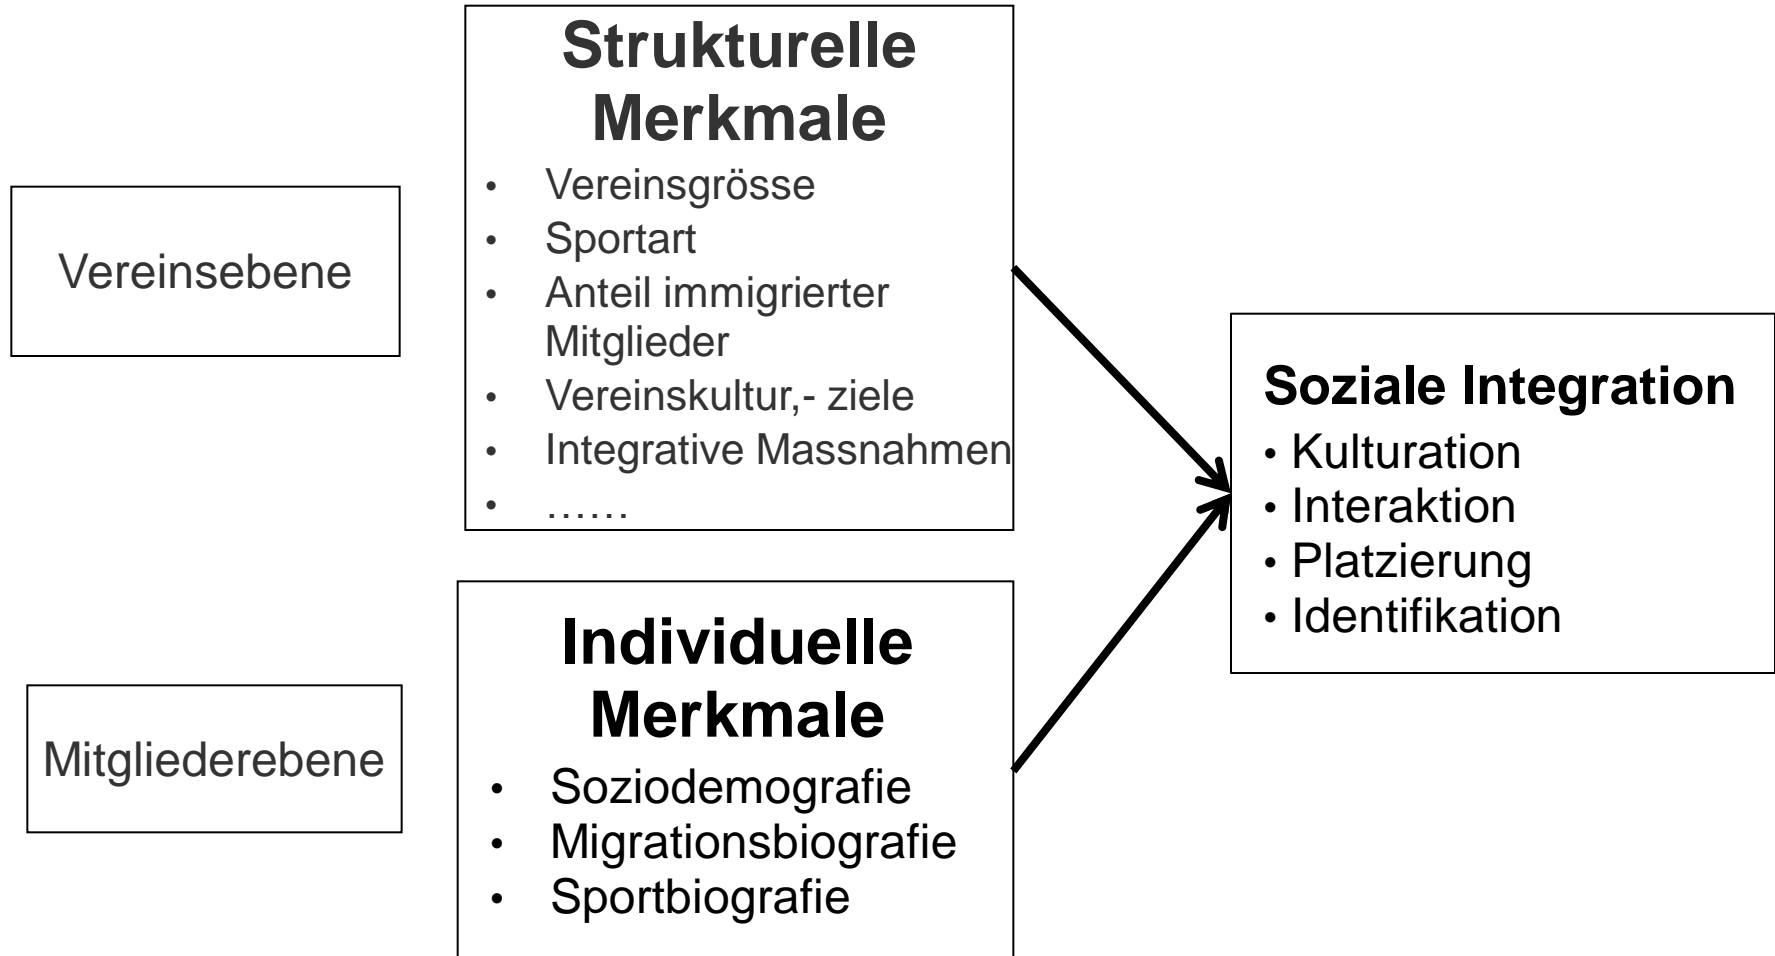 Vereinsebene
Strukturelle
Merkmale
• Vereinsgrösse
• Sportart
• Anteil immigrierter
Mitglieder
• Vereinskultur,- ziele
• Integrative Massnahmen
• ……
Mitgliederebene
Individuelle
Merkmale
• Soziodemografie
• Migrationsbiografie
• Sportbiografie
Soziale Integration
• Kulturation
• Interaktion
• Platzierung
• Identifikation